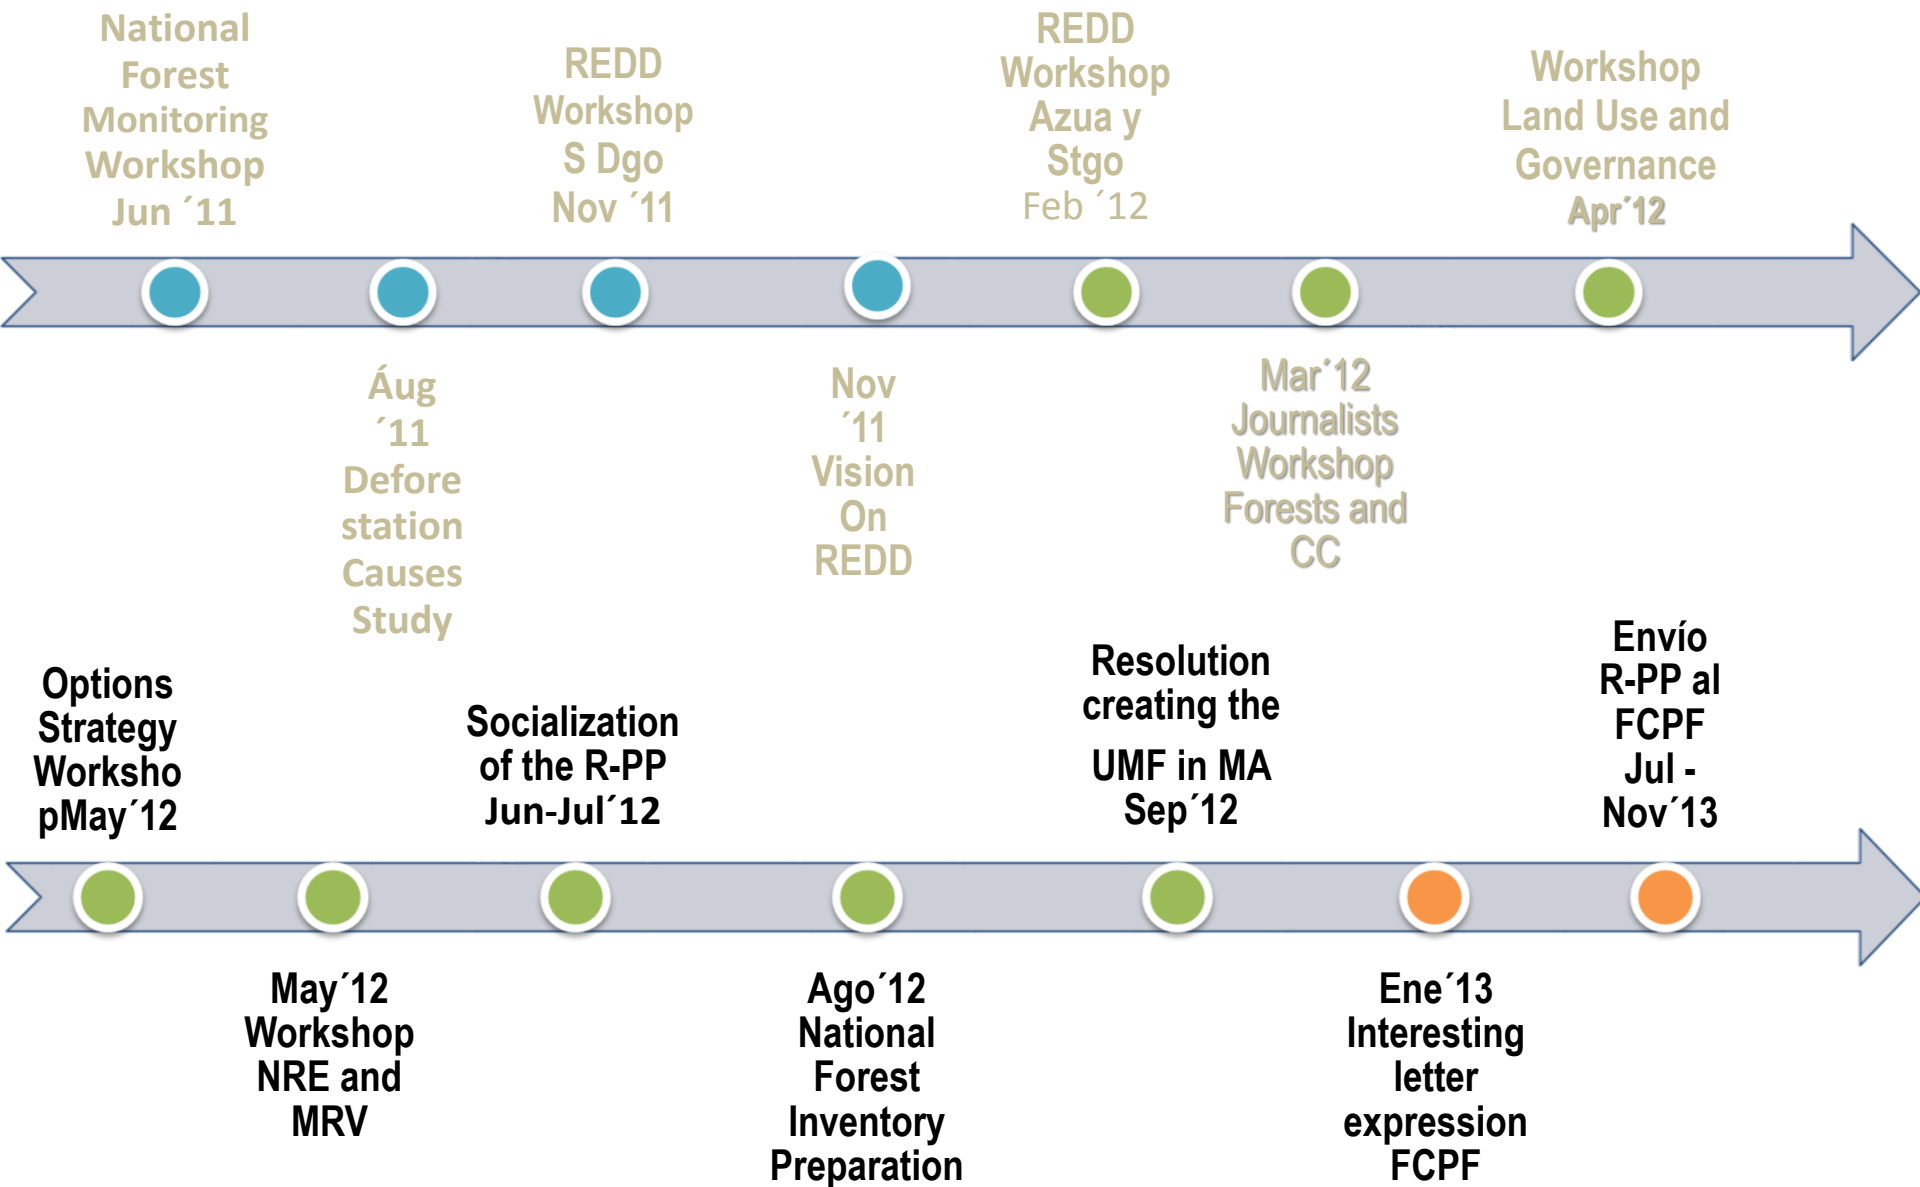 National
Forest
Monitoring
Workshop
Jun ´11
REDD
Workshop
S Dgo
Nov ´11
REDD
Workshop
Azua y
Stgo
Feb ´12
Workshop
Land Use and
Governance
Apr´12
Áug
´11
Defore
station
Causes
Study
Nov
´11
Vision
On
REDD
Mar´12
Journalists
Workshop
Forests and
CC
Options
Strategy
Worksho
pMay´12
Socialization
of the R-PP
Jun-Jul´12
Resolution
creating the
UMF in MA
Sep´12
Envío
R-PP al
FCPF
Jul -
Nov´13
May´12
Workshop
NRE and
MRV
Ago´12
National
Forest
Inventory
Preparation
Ene´13
Interesting
letter
expression
FCPF